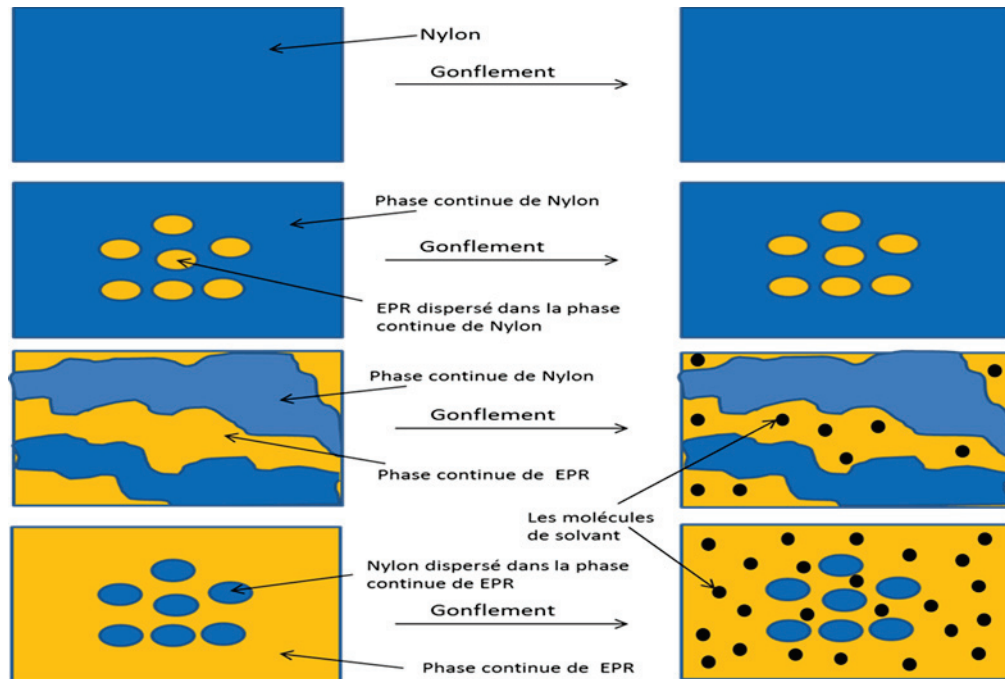 Nylon
Gonflement
Phase continue de Nylon
Gonflement
EPR dispersé dans la phase
continue de Nylon
Phase continue de Nylon
Gonflement
Phase continue de EPR
Les molécules
de solvant
Nylon dispersé dans la phase
continue de EPR
Gonflement
Phase continue de EPR